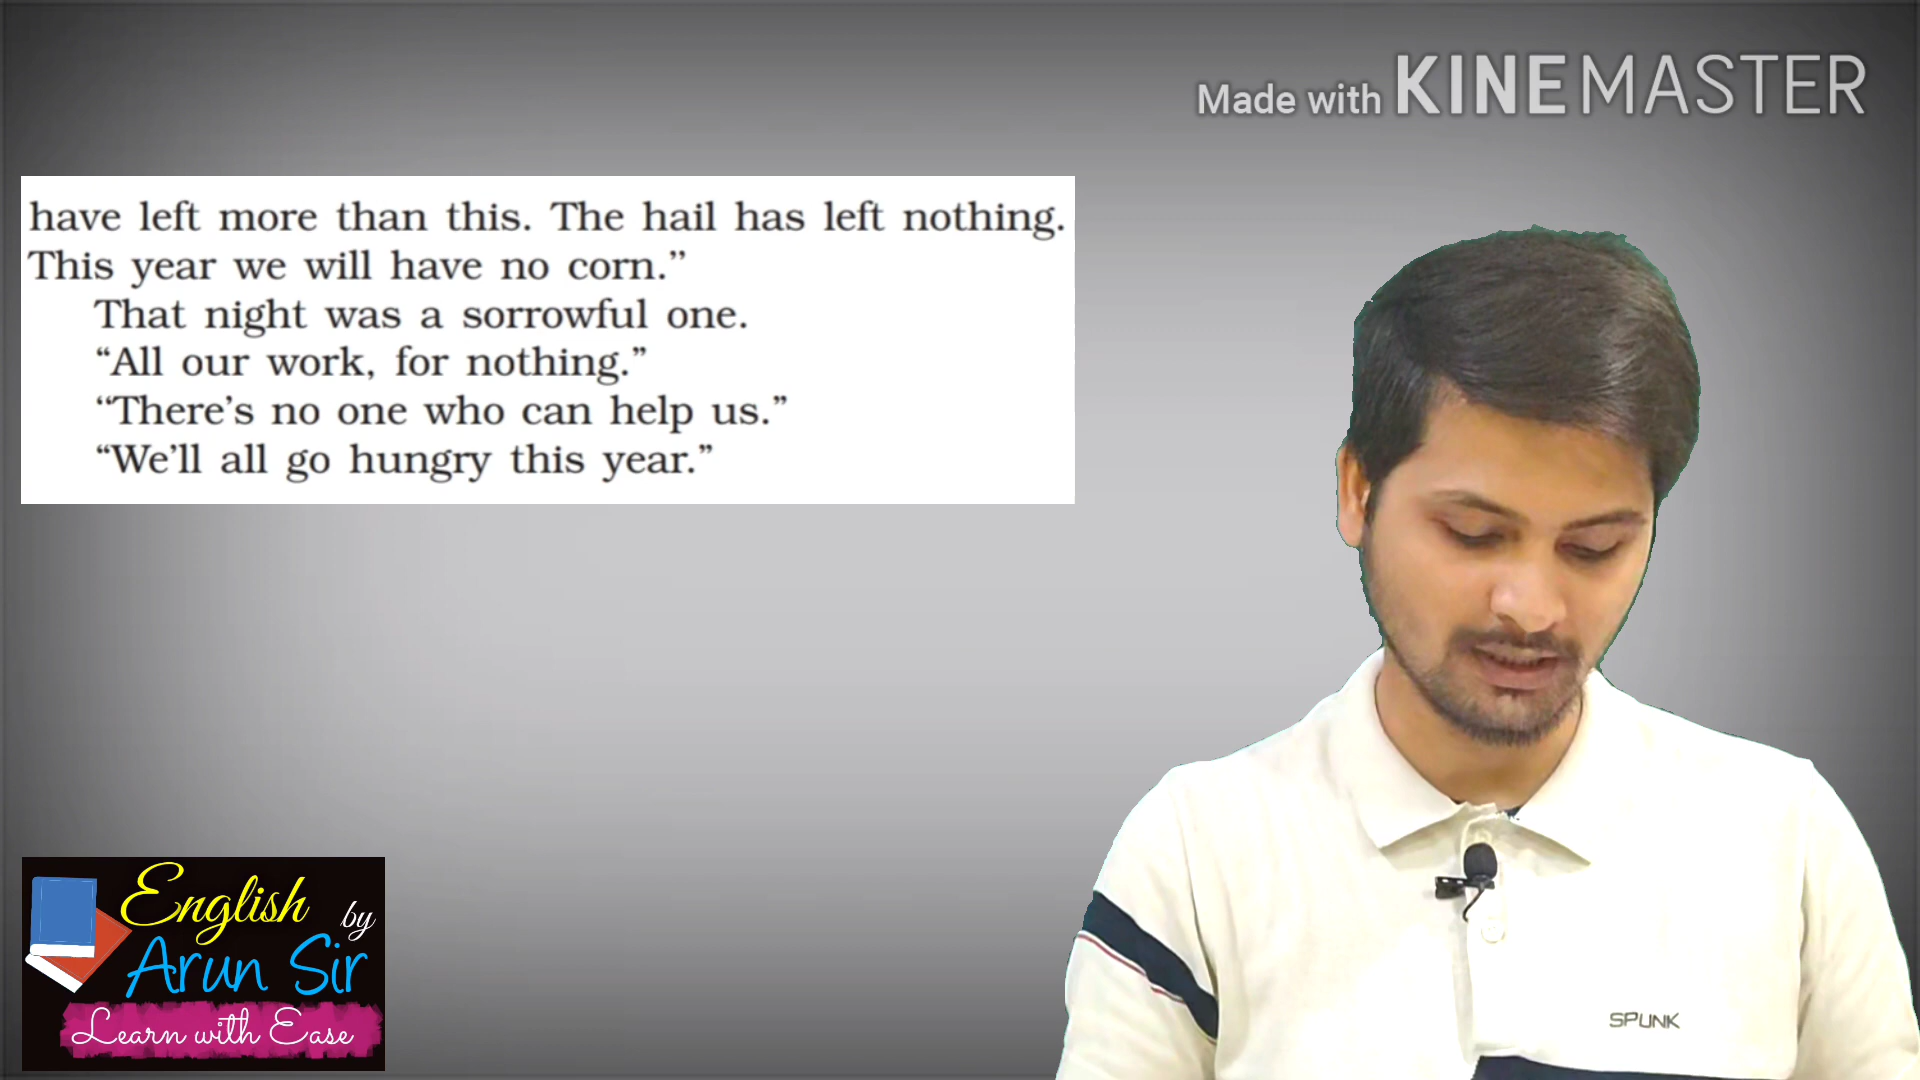 Made with KINEMASTER
have left more than this. The hail has left nothing.
This year we will have no corn.”
That night was a sorrowful one.
“All our work, for nothing.”
“There’s no one who can help us.”
“We’ll all go hungry this year.”
English by
Arun Sir
Learn with Ease
SPUNK